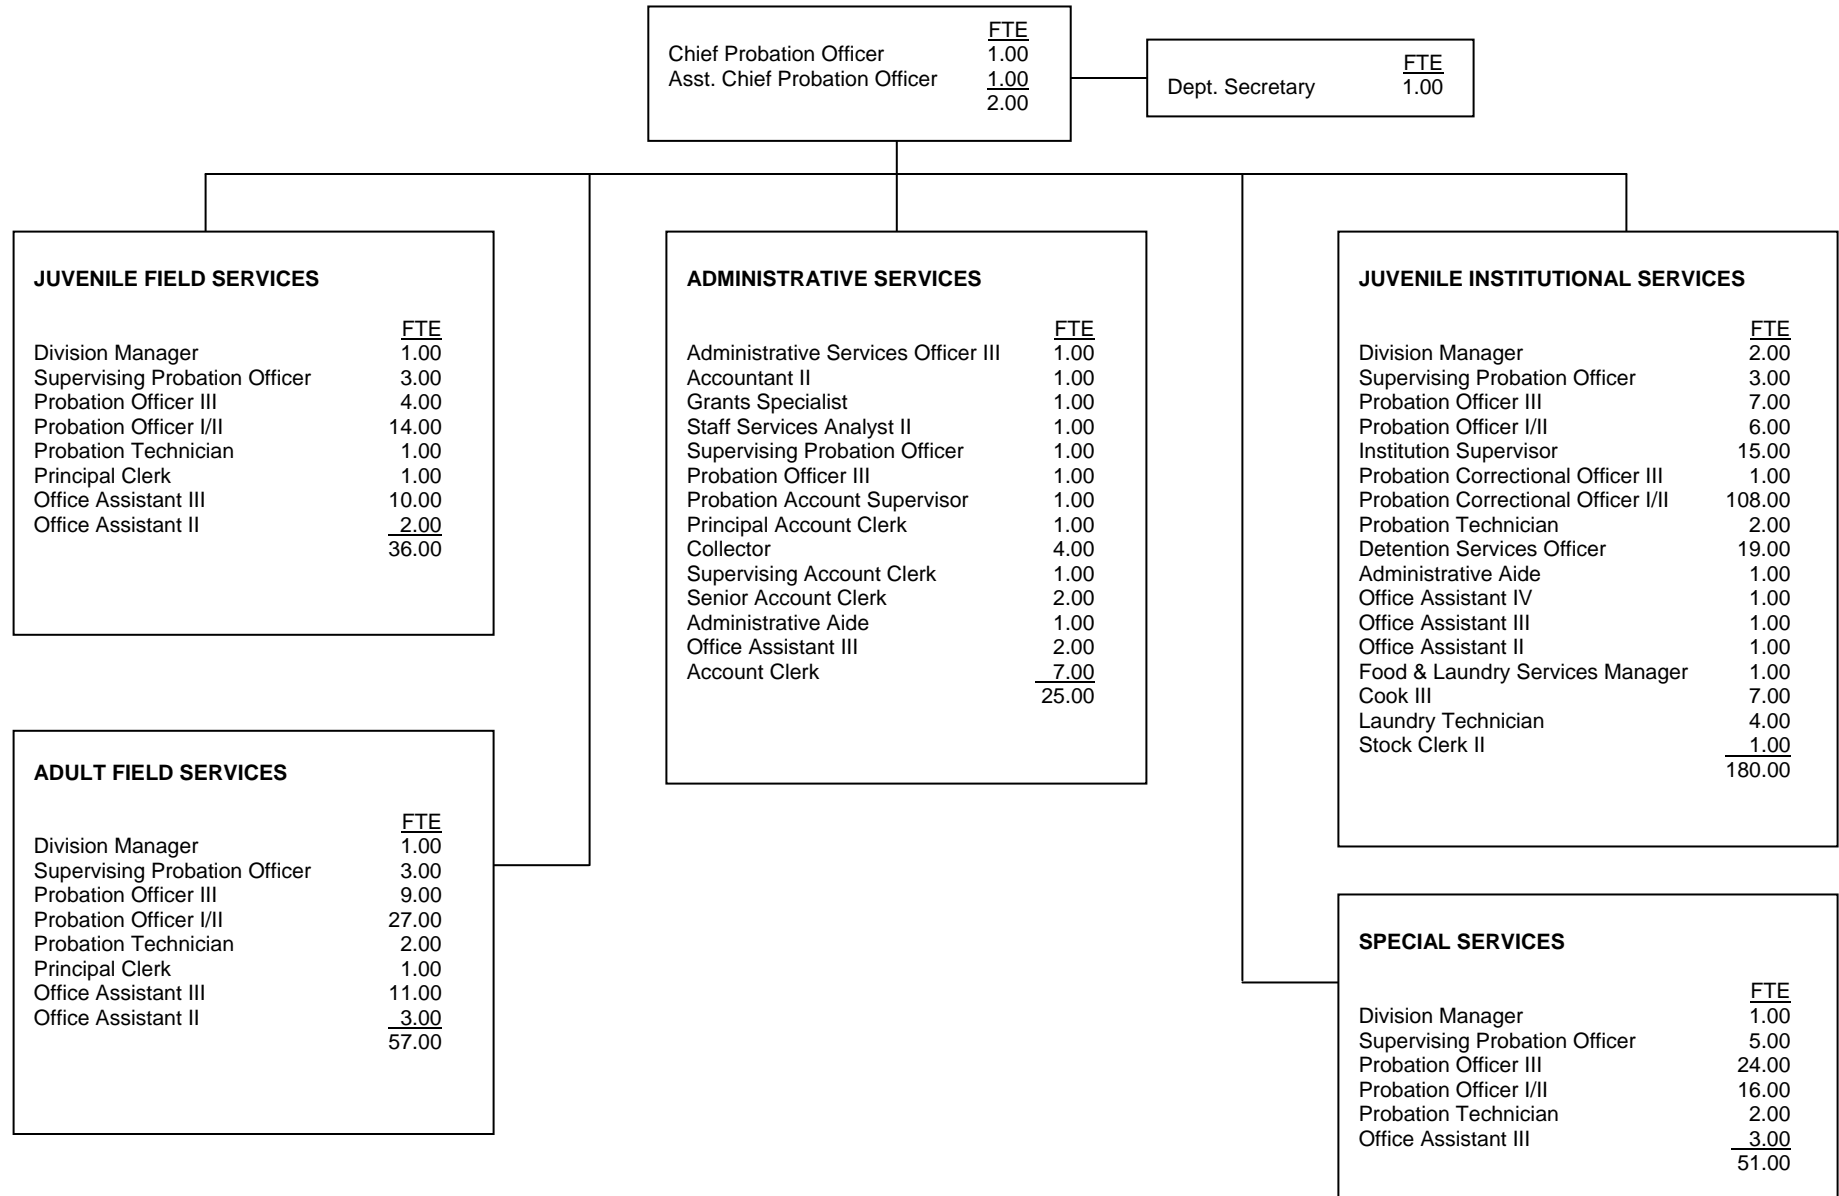 FTE
Chief Probation Officer 1.00
Asst. Chief Probation Officer 1.00
2.00
FTE
Dept. Secretary 1.00
JUVENILE FIELD SERVICES
FTE
Division Manager 1.00
Supervising Probation Officer 3.00
Probation Officer III 4.00
Probation Officer I/II 14.00
Probation Technician 1.00
Principal Clerk 1.00
Office Assistant III 10.00
Office Assistant II 2.00
36.00
ADMINISTRATIVE SERVICES
FTE
Administrative Services Officer III 1.00
Accountant II 1.00
Grants Specialist 1.00
Staff Services Analyst II 1.00
Supervising Probation Officer 1.00
Probation Officer III 1.00
Probation Account Supervisor 1.00
Principal Account Clerk 1.00
Collector 4.00
Supervising Account Clerk 1.00
Senior Account Clerk 2.00
Administrative Aide 1.00
Office Assistant III 2.00
Account Clerk 7.00
25.00
JUVENILE INSTITUTIONAL SERVICES
FTE
Division Manager 2.00
Supervising Probation Officer 3.00
Probation Officer III 7.00
Probation Officer I/II 6.00
Institution Supervisor 15.00
Probation Correctional Officer III 1.00
Probation Correctional Officer I/II 108.00
Probation Technician 2.00
Detention Services Officer 19.00
Administrative Aide 1.00
Office Assistant IV 1.00
Office Assistant III 1.00
Office Assistant II 1.00
Food & Laundry Services Manager 1.00
Cook III 7.00
Laundry Technician 4.00
Stock Clerk II 1.00
180.00
ADULT FIELD SERVICES
FTE
Division Manager 1.00
Supervising Probation Officer 3.00
Probation Officer III 9.00
Probation Officer I/II 27.00
Probation Technician 2.00
Principal Clerk 1.00
Office Assistant III 11.00
Office Assistant II 3.00
57.00
SPECIAL SERVICES
FTE
Division Manager 1.00
Supervising Probation Officer 5.00
Probation Officer III 24.00
Probation Officer I/II 16.00
Probation Technician 2.00
Office Assistant III 3.00
51.00